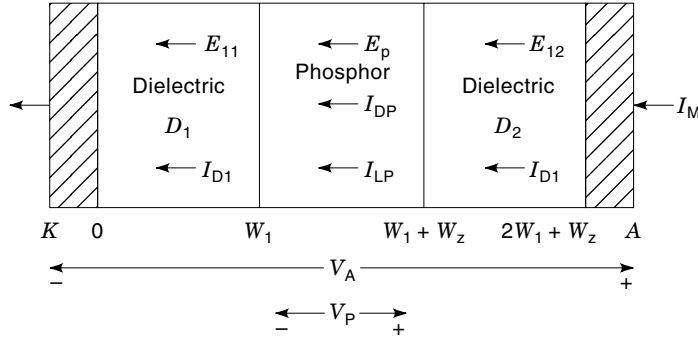 E11 Ep E12
Dielectric Phosphor Dielectric
D1 IDP D2 IM
ID1 ILP ID1
K 0 W1 W1 + Wz 2W1 + Wz A
− VA +
− VP +